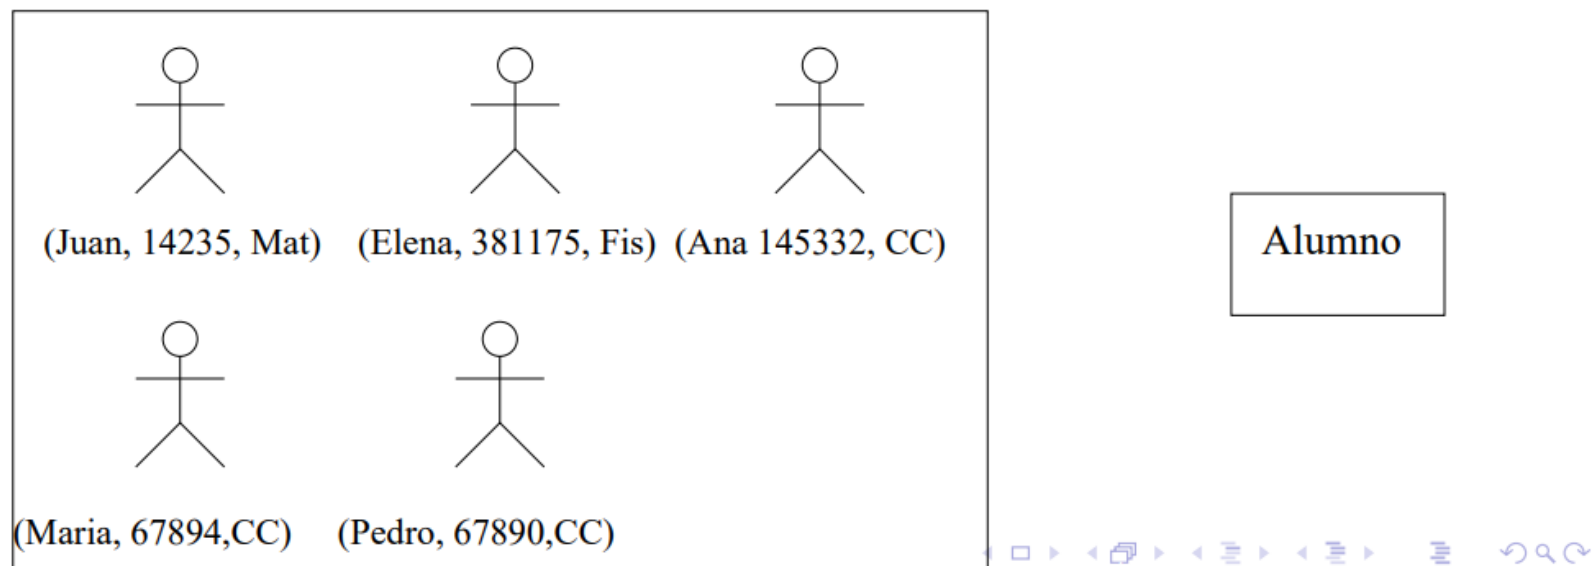 (Juan, 14235, Mat) (Elena, 381175, Fis) (Ana 145332, CC)
Alumno
(Maria, 67894,CC) (Pedro, 67890,CC)